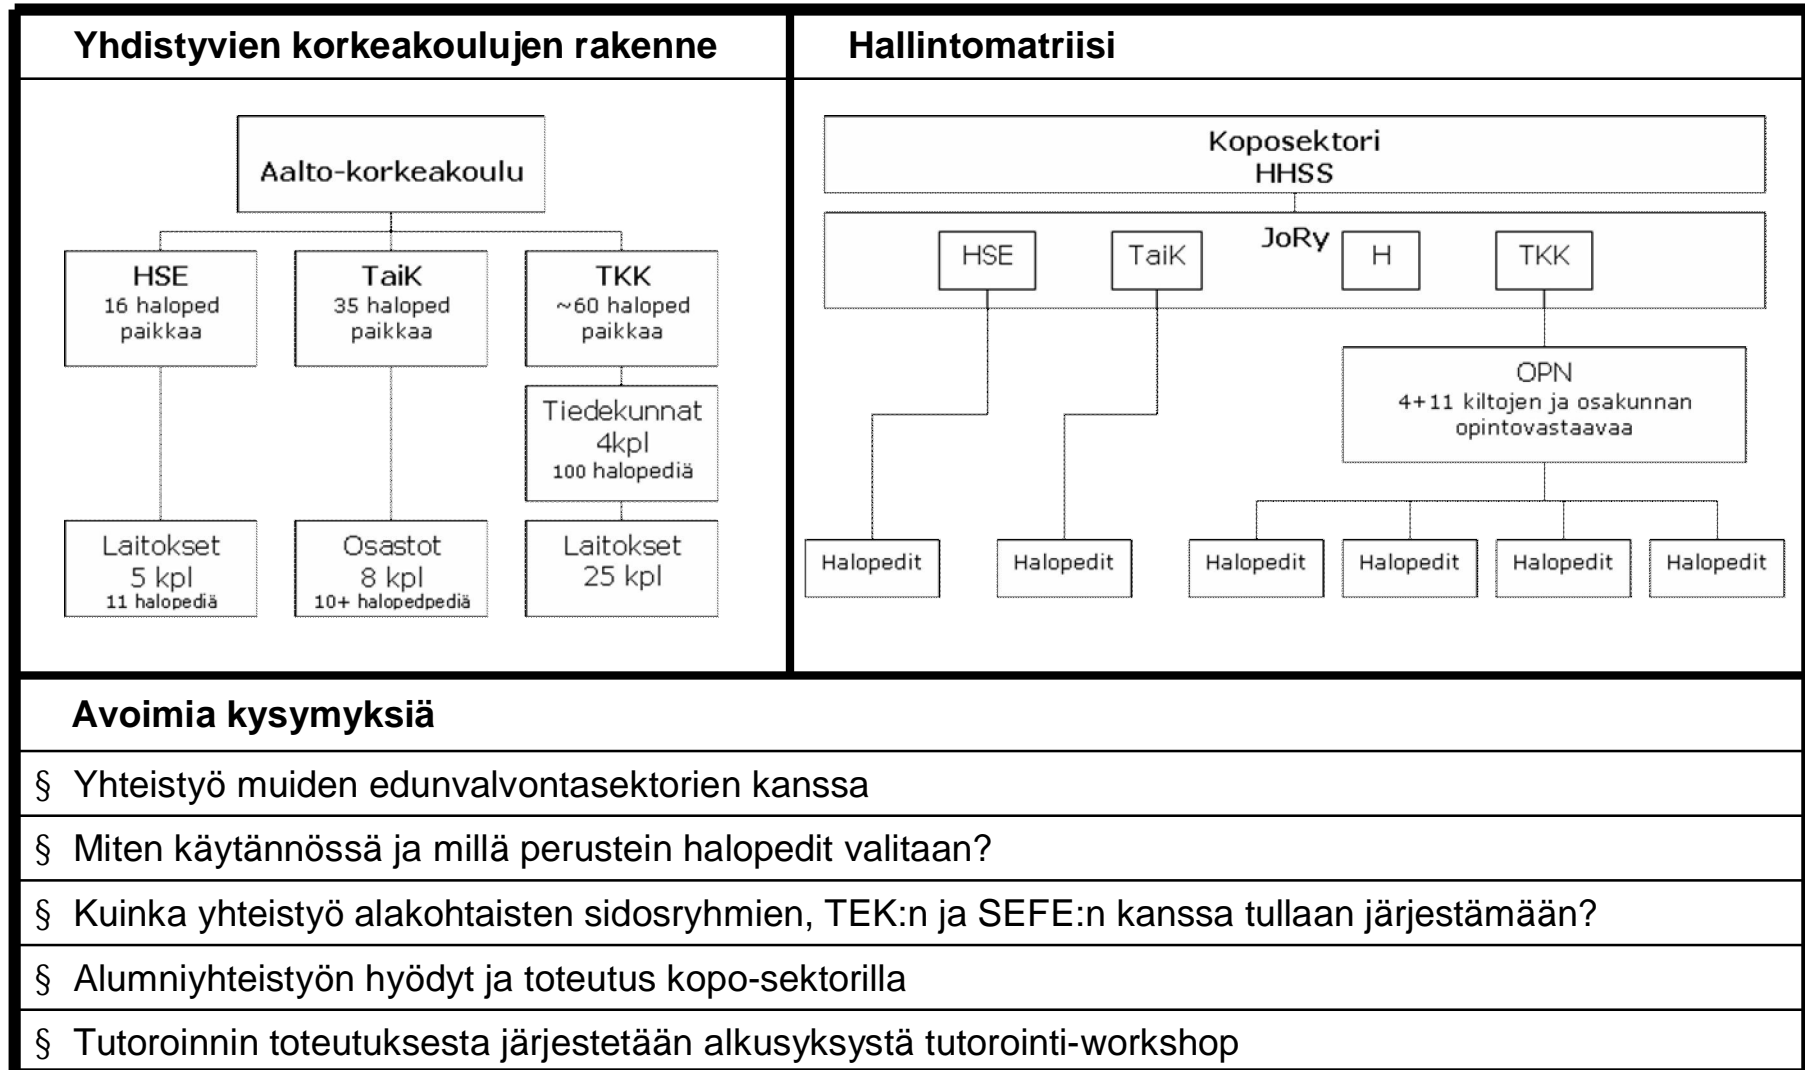 Yhdistyvien korkeakoulujen rakenne
Aalto-korkeakoulu
HSE
16 haloped
paikkaa
TaiK
35 haloped
paikkaa
TKK
~60 haloped
paikkaa
Tiedekunnat
4kpl
100 halopediä
Laitokset
5 kpl
11 halopediä
Osastot
8 kpl
10+ halopedpediä
Laitokset
25 kpl
Hallintomatriisi
Koposektori
HHSS
JoRy
HSE
TaiK
H
TKK
OPN
4+11 kiltojen ja osakunnan
opintovastaavaa
Halopedit
Halopedit
Halopedit
Halopedit
Halopedit
Halopedit
Avoimia kysymyksiä
§ Yhteistyö muiden edunvalvontasektorien kanssa
§ Miten käytännössä ja millä perustein halopedit valitaan?
§ Kuinka yhteistyö alakohtaisten sidosryhmien, TEK:n ja SEFE:n kanssa tullaan järjestämään?
§ Alumniyhteistyön hyödyt ja toteutus kopo-sektorilla
§ Tutoroinnin toteutuksesta järjestetään alkusyksystä tutorointi-workshop